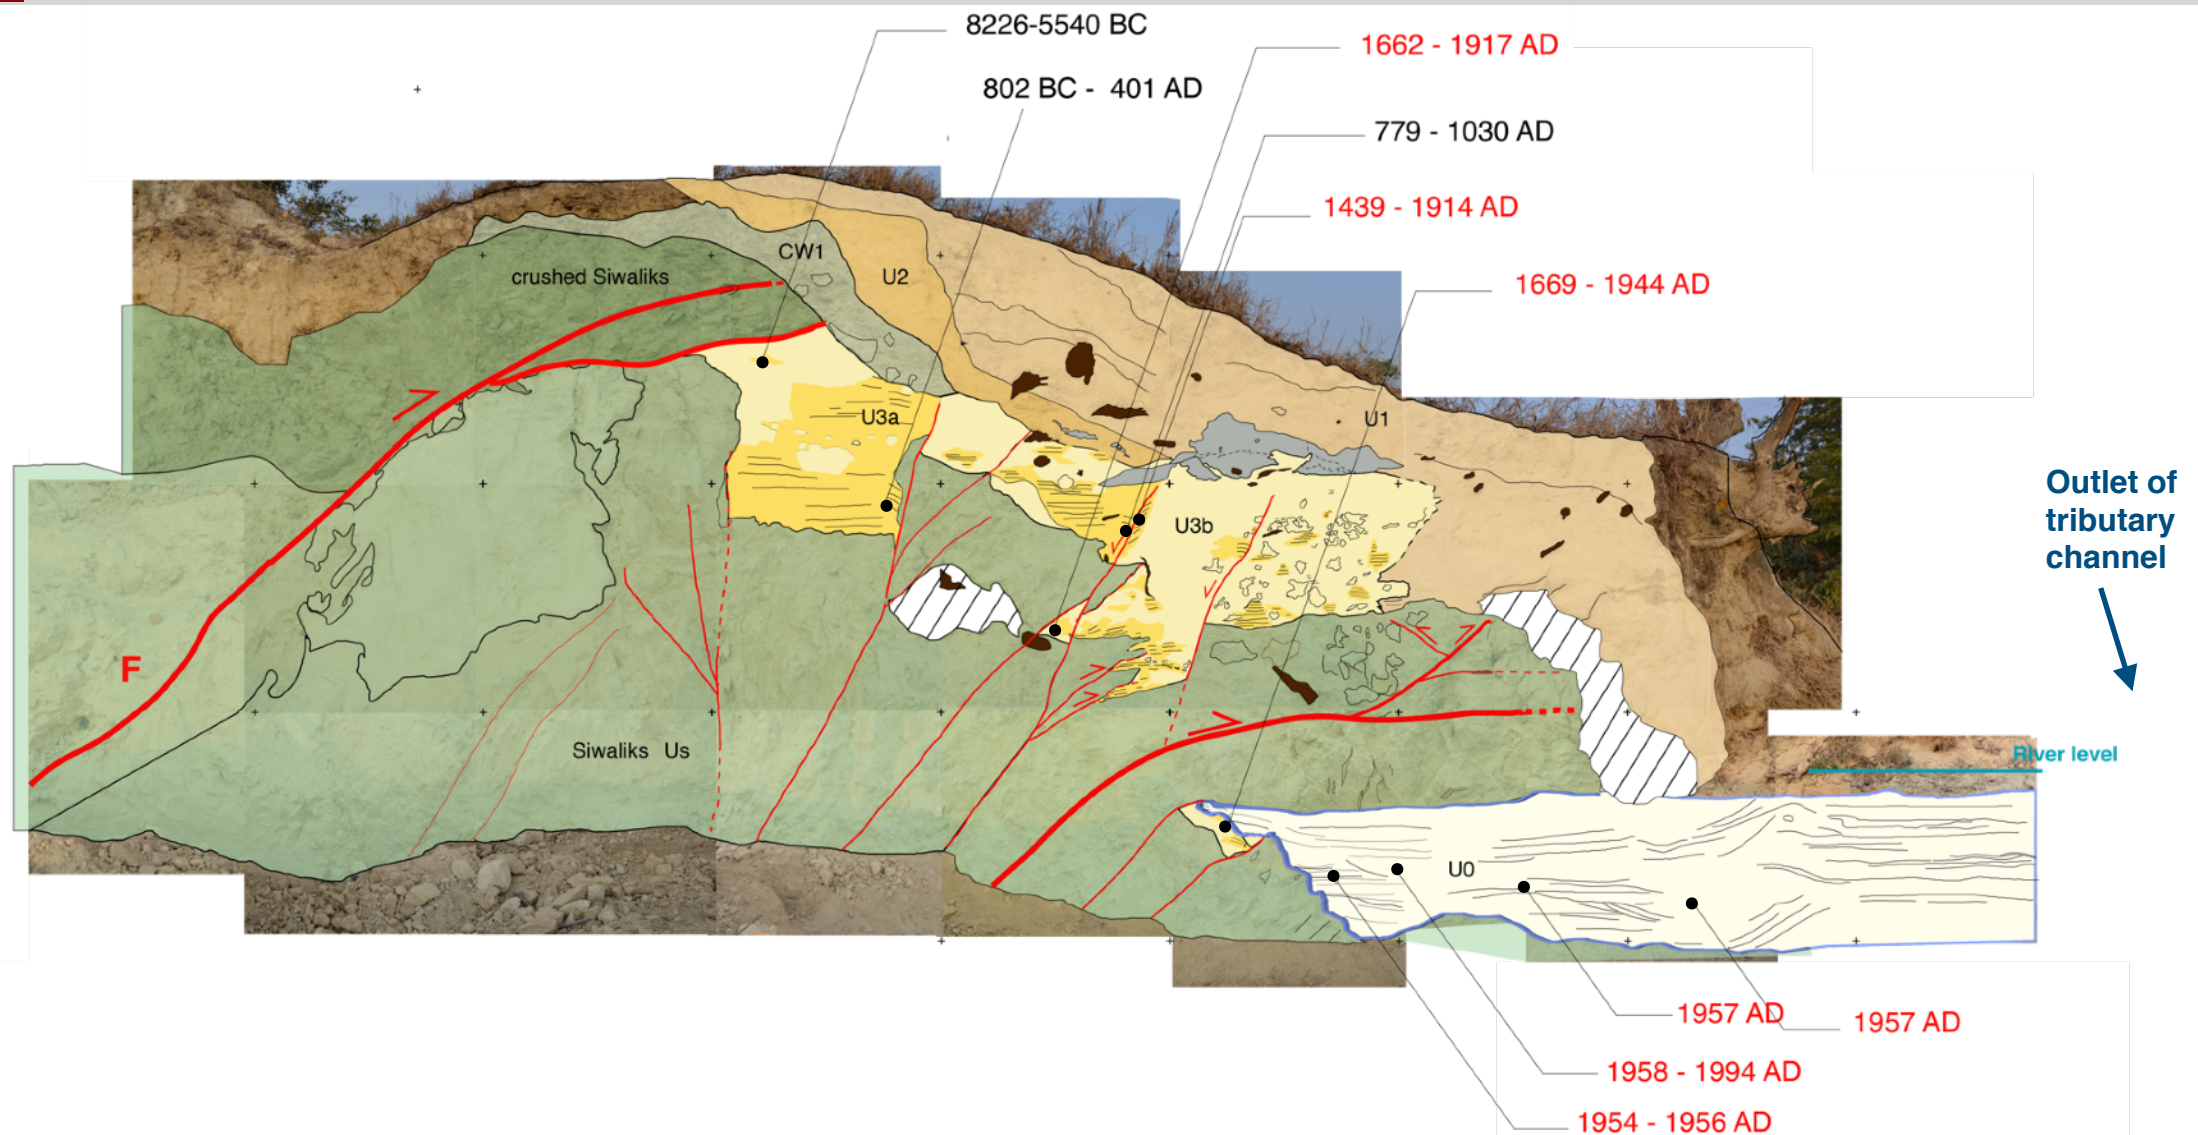 8226-5540 BC
1662 - 1917 AD
802 BC -  401 AD
779 - 1030 AD
1439 - 1914 AD
CW1
crushed Siwaliks
U2
1669 - 1944 AD
U3a
U1
Outlet of
tributary
channel
U3b
F
Siwaliks  Us
River level
U0
1957 AD
1957 AD
1958 - 1994 AD
1954 - 1956 AD